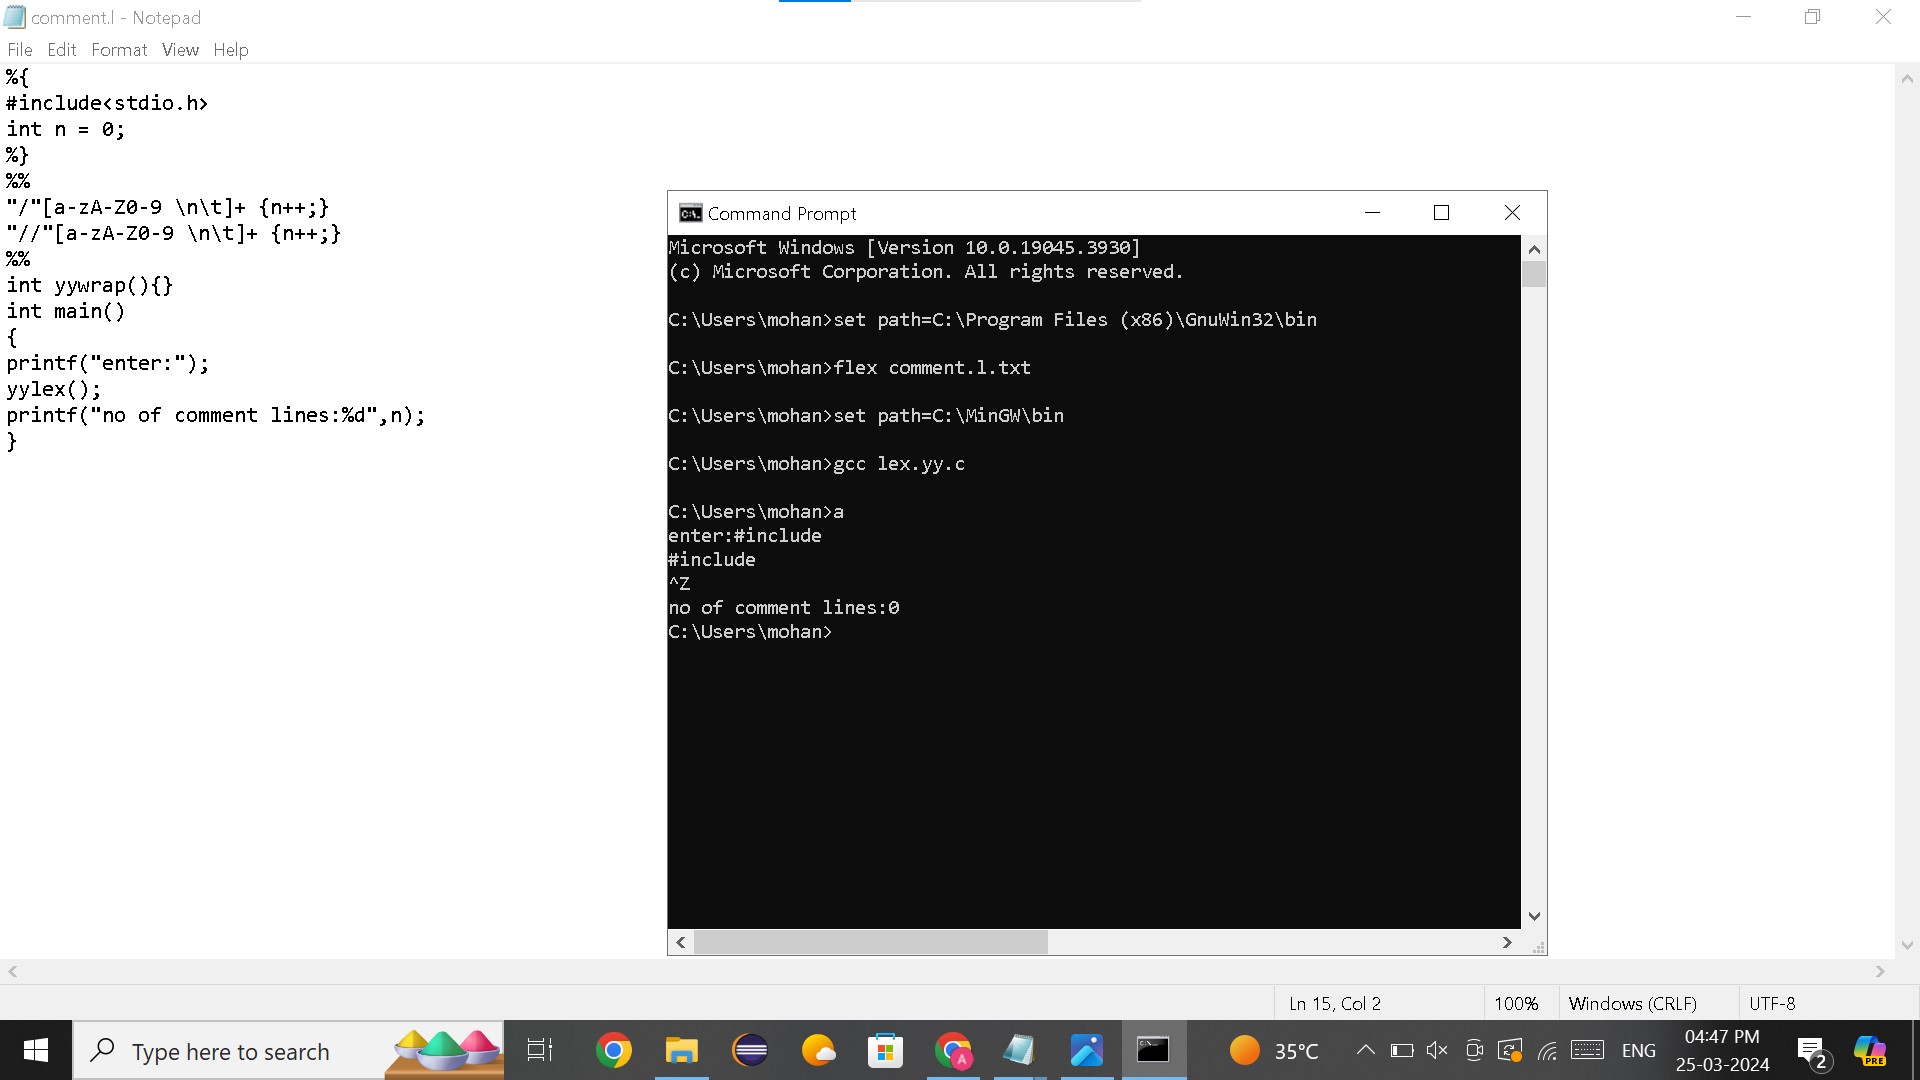 comment.l - Notepad
File Edit Format View Help
%{
#include<stdio.h>
int n = 0;
%}
%%
"/"[a-zA-Z0-9 \n\t]+ {n++;}
"//"[a-zA-Z0-9 \n\t]+ {n++;}
%%
int yywrap(){}
int main()
{
printf("enter:");
yylex();
printf("no of comment lines:%d",n);
}
Command Prompt
Microsoft Windows [Version 10.0.19045.3930]
(c) Microsoft Corporation. All rights reserved.
C:\Users\mohan>set path=C:\Program Files (x86)\GnuWin32\bin
C:\Users\mohan>flex comment.l.txt
C:\Users\mohan>set path=C:\MinGW\bin
C:\Users\mohan>gcc lex.yy.c
C:\Users\mohan>a
enter:#include
#include
^Z
no of comment lines:0
C:\Users\mohan>
Ln 15, Col 2
100%
Windows (CRLF)
UTF-8
Type here to search
35°C
ENG
04:47 PM
25-03-2024
2
PRE